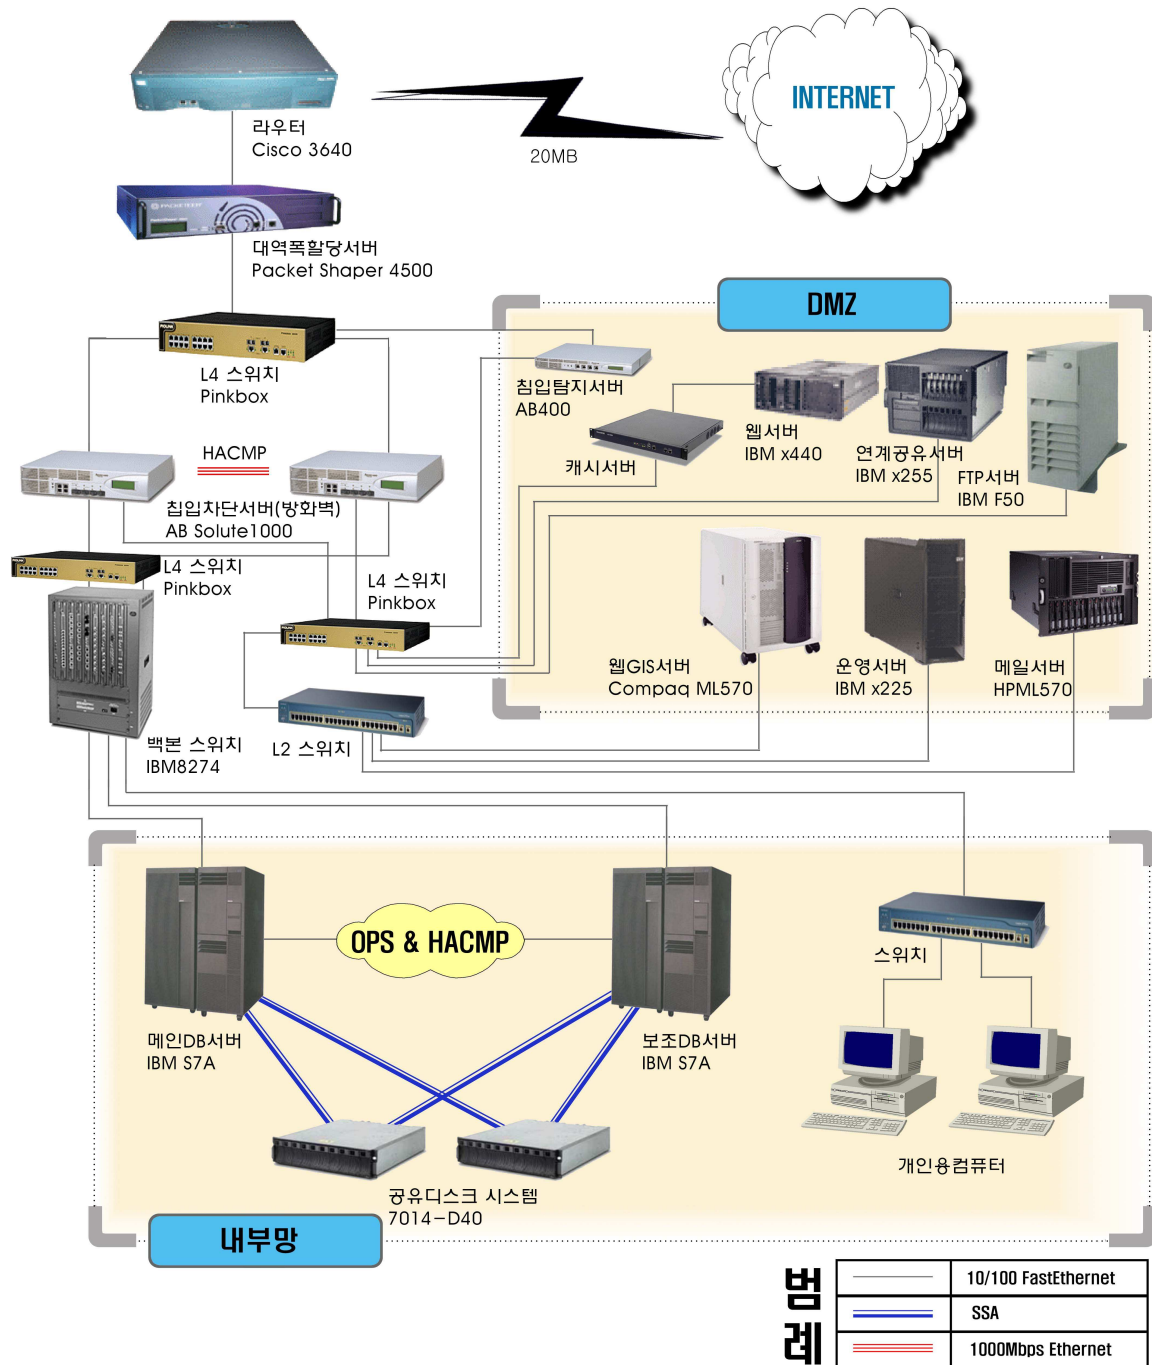 INTERNET
라우터
Cisco 3640
20MB
대역폭할당서버
Packet Shaper 4500
DMZ
L4 스위치
Pinkbox
침입탐지서버
AB400
캐시서버
웹서버
IBM x440
연계공유서버
IBM x255
FTP서버
IBM F50
HACMP
침입차단서버(방화벽)
AB Solute1000
L4 스위치
Pinkbox
L4 스위치
Pinkbox
웹GIS서버
Compaq ML570
운영서버
IBM x225
메일서버
HPML570
백본 스위치
IBM8274
L2 스위치
OPS & HACMP
스위치
메인DB서버
IBM S7A
보조DB서버
IBM S7A
개인용컴퓨터
공유디스크 시스템
7014-D40
내부망
범례
10/100 FastEthernet
SSA
1000Mbps Ethernet